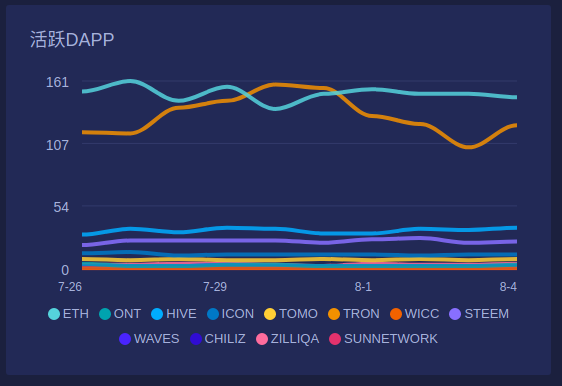 活跃DAPP
161
107
54
0
7-26 7-29 8-1 8-4
ETH ONT HIVE ICON TOMO TRON WICC STEEM
WAVES CHILIZ ZILLIQA SUNNETWORK